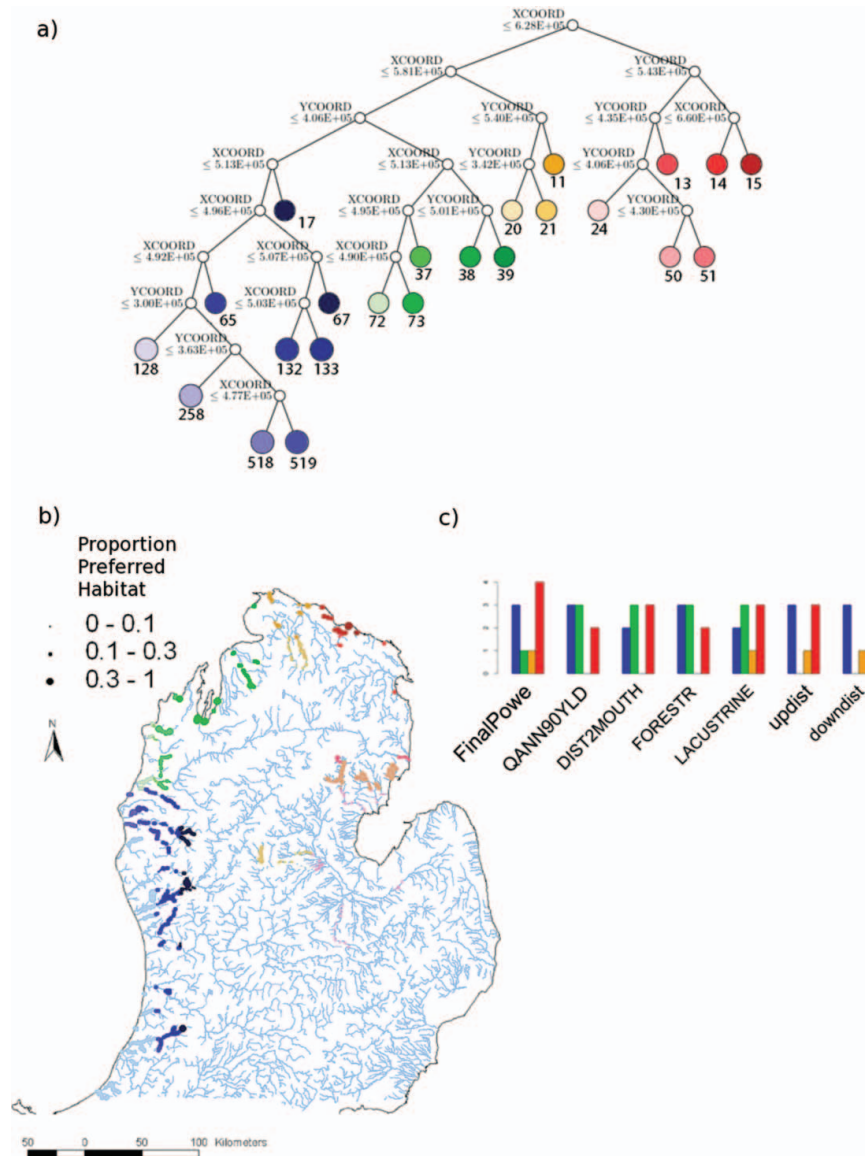 a)
XCOORD
≤ 6.28E+05
XCOORD
≤ 5.81E+05
YCOORD
≤ 5.43E+05
YCOORD
≤ 4.06E+05
YCOORD
≤ 5.40E+05
YCOORD
≤ 4.35E+05
XCOORD
≤ 6.60E+05
XCOORD
≤ 5.13E+05
XCOORD
≤ 5.13E+05
YCOORD
≤ 3.42E+05
11
YCOORD
≤ 4.06E+05
13
14
15
XCOORD
≤ 4.96E+05
17
XCOORD
≤ 4.95E+05
YCOORD
≤ 5.01E+05
20
21
24
YCOORD
≤ 4.30E+05
XCOORD
≤ 4.92E+05
XCOORD
≤ 5.07E+05
XCOORD
≤ 4.90E+05
37
38
39
50
51
YCOORD
≤ 3.00E+05
65
XCOORD
≤ 5.03E+05
67
72
73
128
YCOORD
≤ 3.63E+05
132
133
258
XCOORD
≤ 4.77E+05
518
519
b)
Proportion
Preferred
Habitat
0 - 0.1
0.1 - 0.3
0.3 - 1
N
50 0 50 100 Kilometers
c)
4
3
2
1
0
FinalPowe
QANN90YLD
DIST2MOUTH
FORESTR
LACUSTRINE
updist
downdist